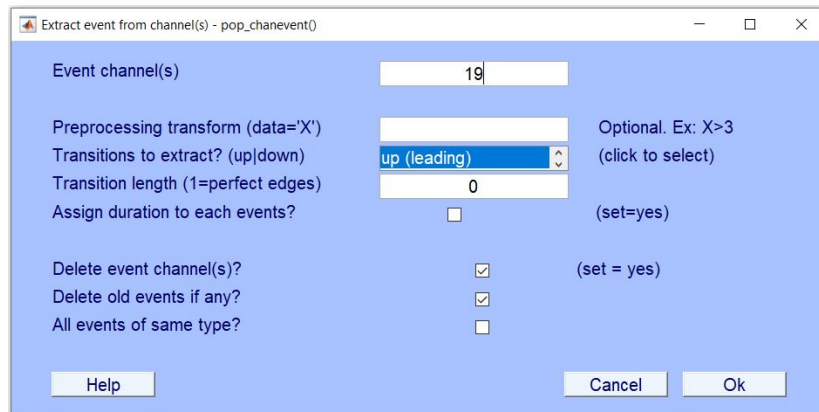 Extract event from channel(s) - pop_chanevent()
Event channel(s) 19
Preprocessing transform (data='X') Optional. Ex: X>3
Transitions to extract? (up|down) up (leading) (click to select)
Transition length (1=perfect edges) 0
Assign duration to each events? (set=yes)
Delete event channel(s)? (set = yes)
Delete old events if any?
All events of same type?
Help Cancel Ok